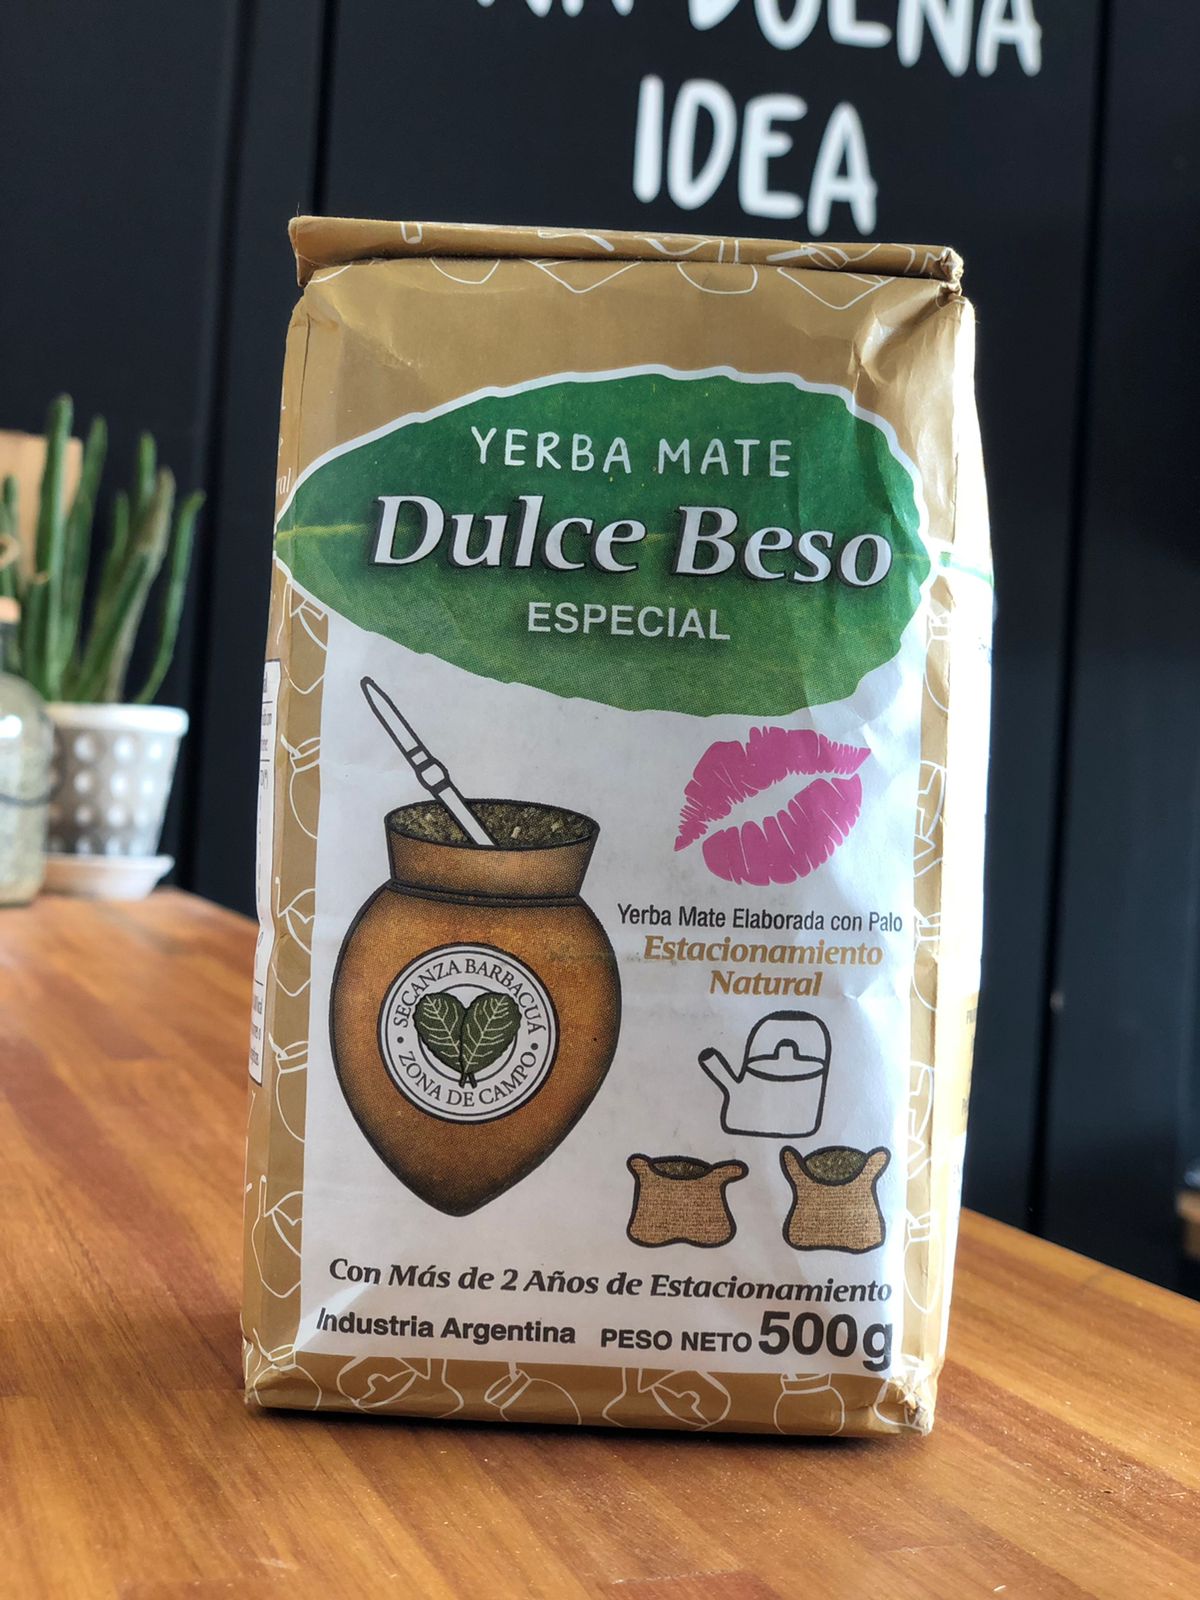 BUENA
IDEA
YERBA MATE
Dulce Beso
ESPECIAL
Yerba Mate Elaborada con Palo
Estacionamiento
Natural
SECANZA BARBACUÁ
• ZONA DE CAMPO •
Con Más de 2 Años de Estacionamiento
Industria Argentina PESO NETO 500g